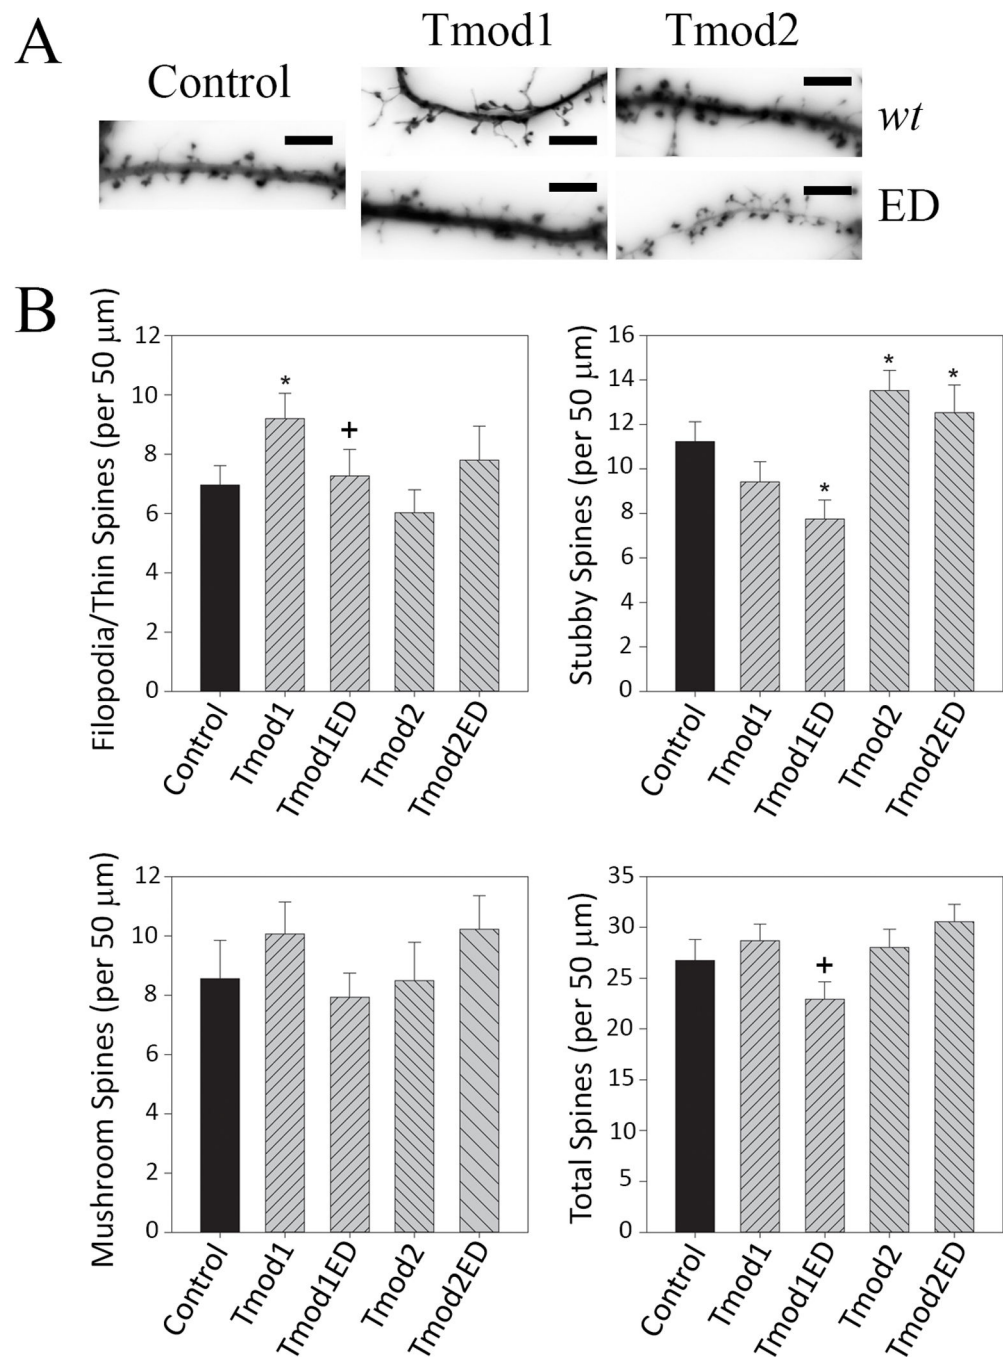 A
Control
Tmod1
Tmod2
wt
ED
B
Filopodia/Thin Spines (per 50 μm)
12
10
8
6
4
2
0
*
+
Control
Tmod1
Tmod1ED
Tmod2
Tmod2ED
Stubby Spines (per 50 μm)
16
14
12
10
8
6
4
2
0
*
*
*
Control
Tmod1
Tmod1ED
Tmod2
Tmod2ED
Mushroom Spines (per 50 μm)
12
10
8
6
4
2
0
Control
Tmod1
Tmod1ED
Tmod2
Tmod2ED
Total Spines (per 50 μm)
35
30
25
20
15
10
5
0
+
Control
Tmod1
Tmod1ED
Tmod2
Tmod2ED